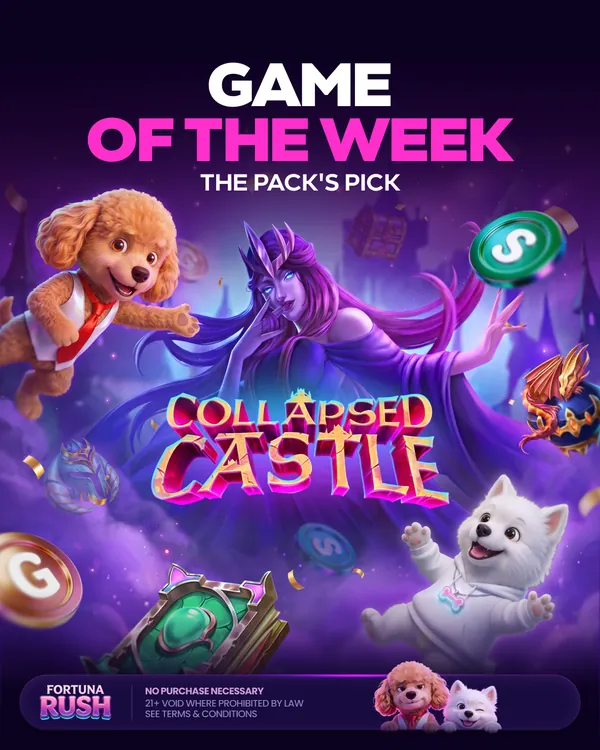 GAME
OF THE WEEK
THE PACK'S PICK
S
COLLAPSED
CASTLE
S
G
FORTUNA
RUSH
NO PURCHASE NECESSARY
21+ VOID WHERE PROHIBITED BY LAW
SEE TERMS & CONDITIONS